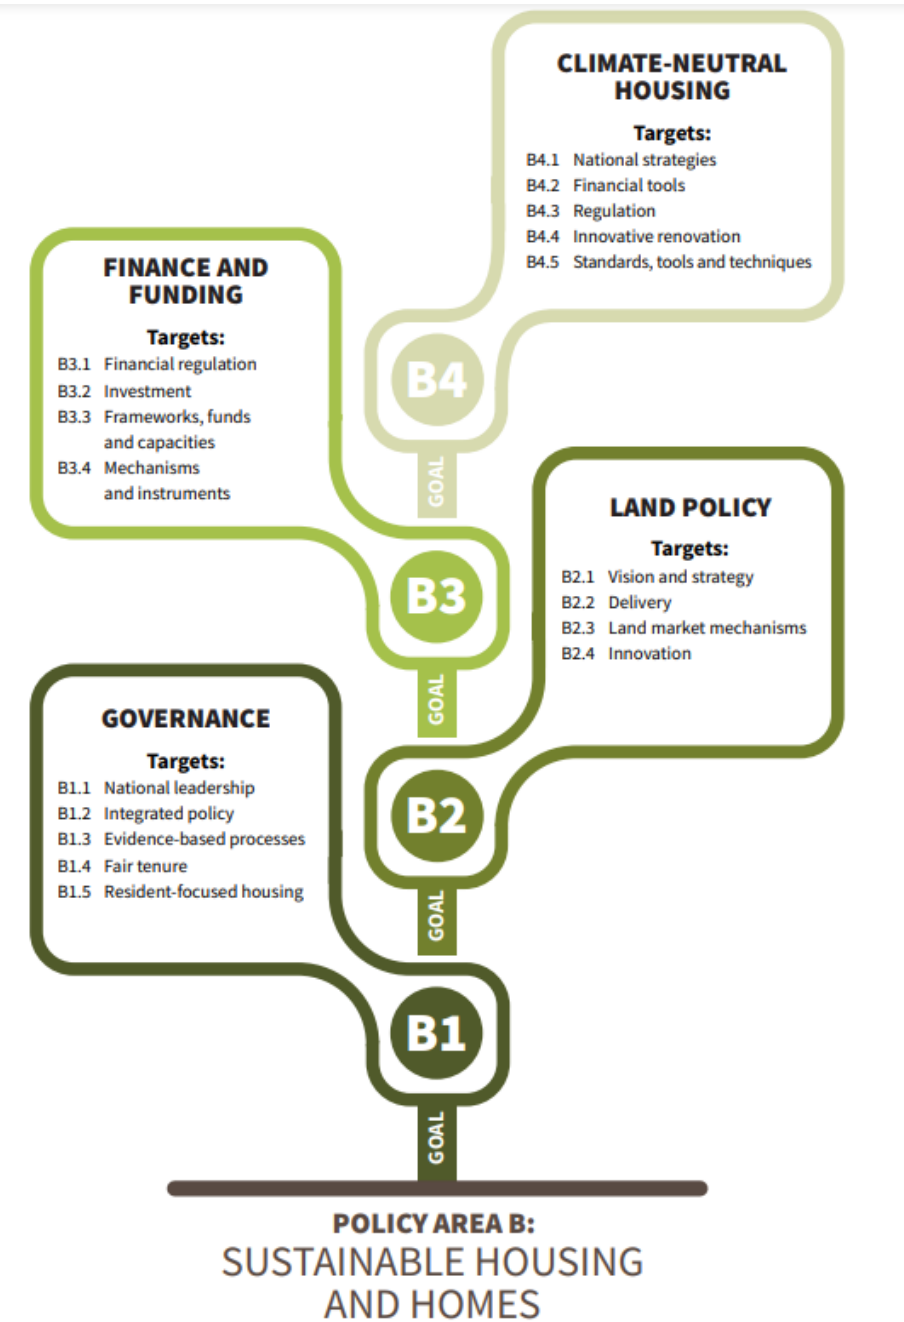 CLIMATE-NEUTRAL
HOUSING
Targets:
B4.1 National strategies
B4.2 Financial tools
B4.3 Regulation
B4.4 Innovative renovation
B4.5 Standards, tools and techniques
B4
GOAL
FINANCE AND
FUNDING
Targets:
B3.1 Financial regulation
B3.2 Investment
B3.3 Frameworks, funds
and capacities
B3.4 Mechanisms
and instruments
B3
GOAL
LAND POLICY
Targets:
B2.1 Vision and strategy
B2.2 Delivery
B2.3 Land market mechanisms
B2.4 Innovation
B2
GOAL
GOVERNANCE
Targets:
B1.1 National leadership
B1.2 Integrated policy
B1.3 Evidence-based processes
B1.4 Fair tenure
B1.5 Resident-focused housing
B1
GOAL
POLICY AREA B:
SUSTAINABLE HOUSING
AND HOMES